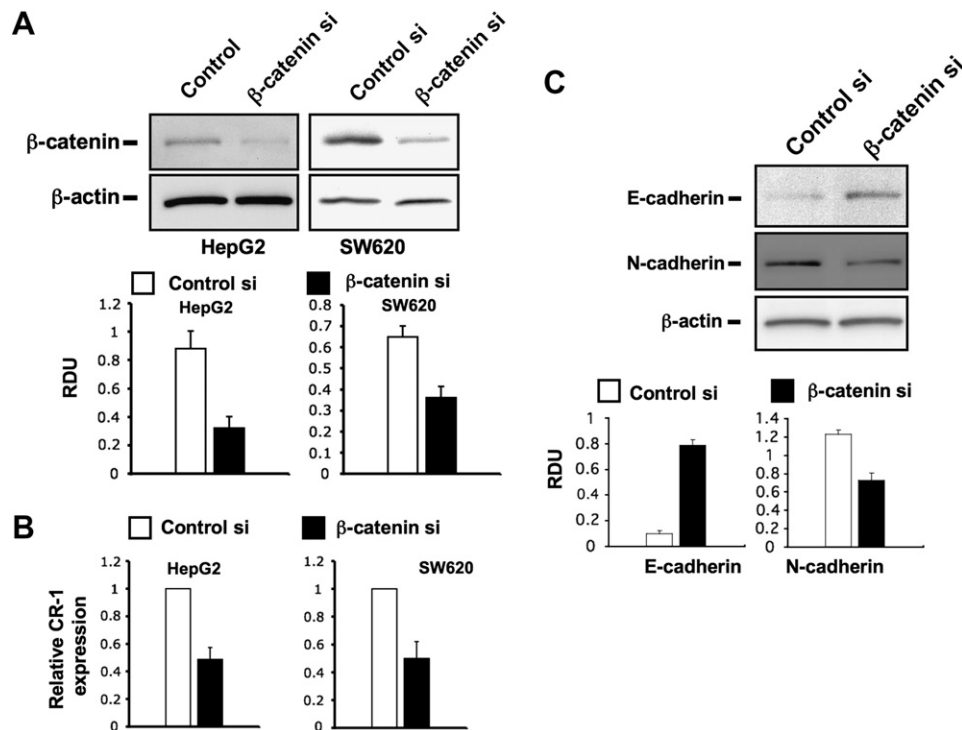 A
Control
β-catenin si
Control si
β-catenin si
β-catenin
β-actin
HepG2
SW620
Control si
β-catenin si
HepG2
1.2
1
0.8
0.6
0.4
0.2
0
RDU
SW620
0.8
0.7
0.6
0.5
0.4
0.3
0.2
0.1
0
B
Control si
β-catenin si
HepG2
1.2
1
0.8
0.6
0.4
0.2
0
Relative CR-1
expression
SW620
1.2
1
0.8
0.6
0.4
0.2
0
C
Control si
β-catenin si
E-cadherin
N-cadherin
β-actin
Control si
β-catenin si
1
0.8
0.6
0.4
0.2
0
RDU
E-cadherin
1.4
1.2
1
0.8
0.6
0.4
0.2
0
N-cadherin